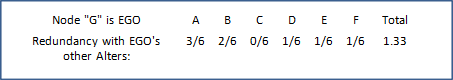 Node "G" is EGO A B C D E F Total
Redundancy with EGO's 3/6 2/6 0/6 1/6 1/6 1/6 1.33
other Alters: